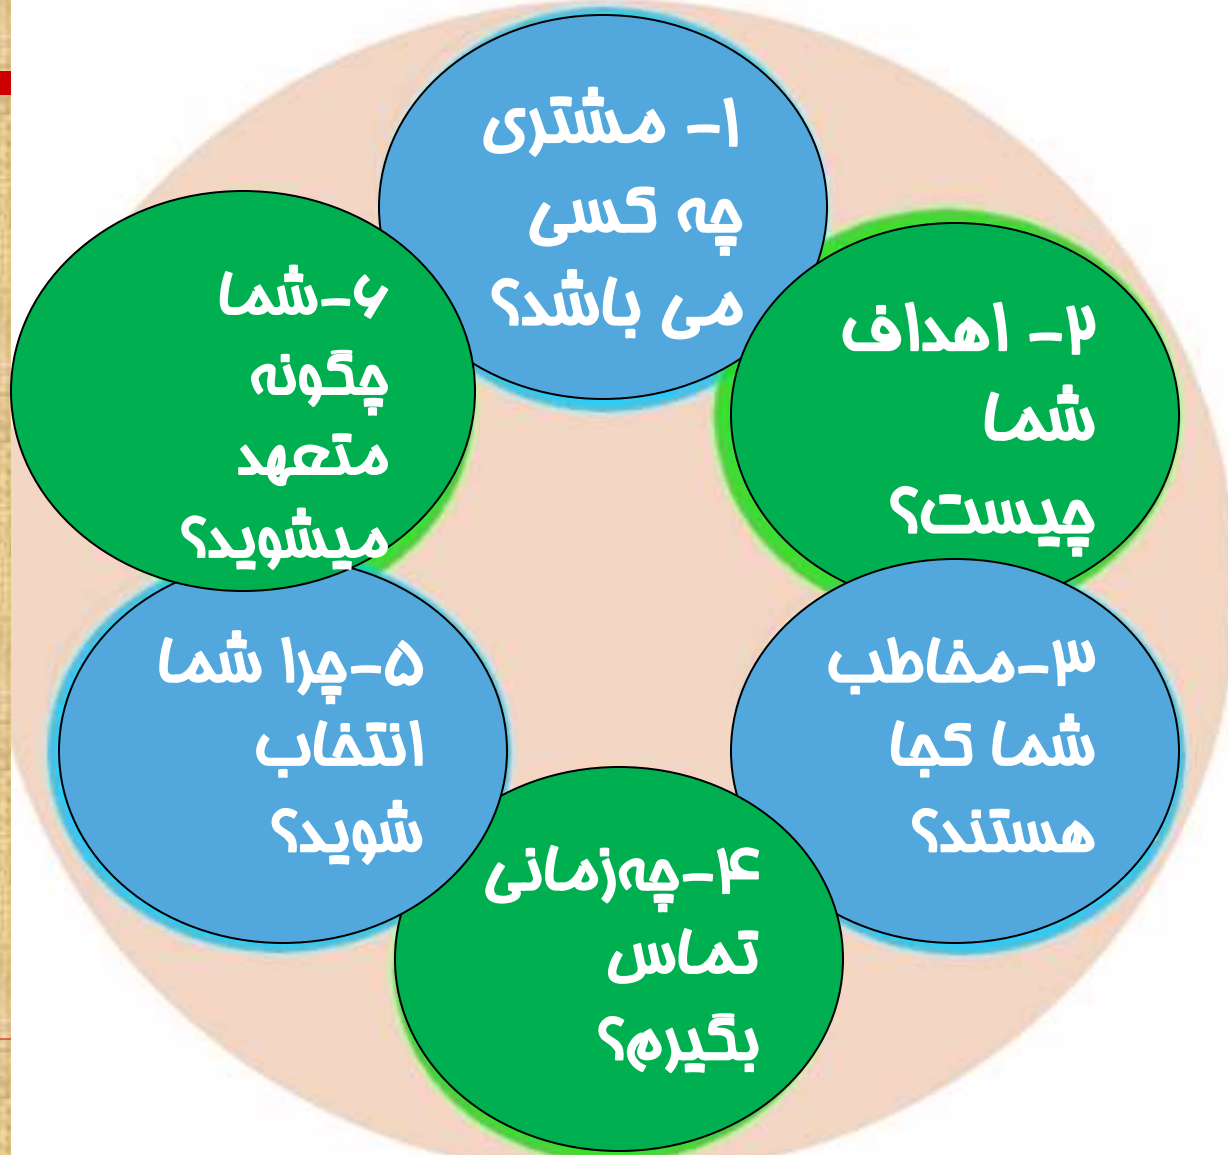 ۱- مشتری
چه کسی
می باشد؟
۲- اهداف
شما
چیست؟
۳-مخاطب
شما کجا
هستند؟
۴-چه‌زمانی
تماس
بگیرم؟
۵-چرا شما
انتخاب
شوید؟
۶-شما
چگونه
متعهد
میشوید؟